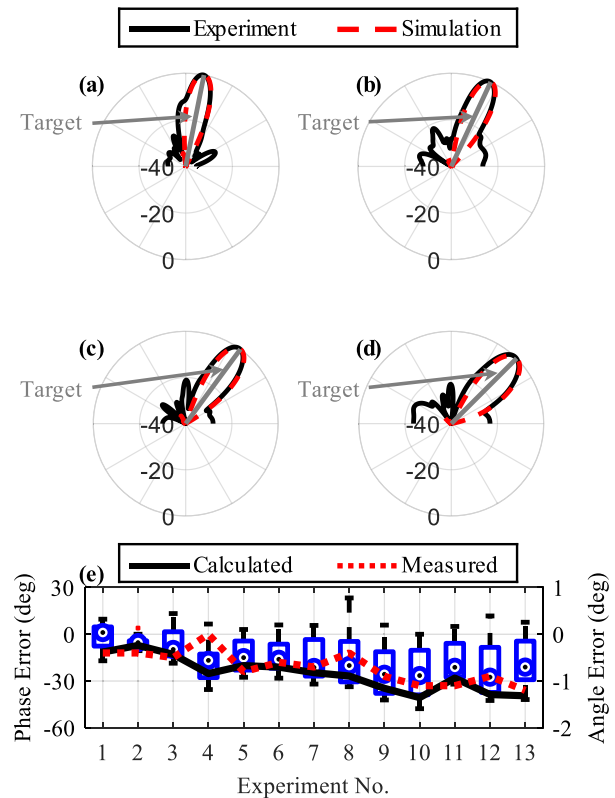 Experiment Simulation
(a) (b)
Target Target
-40 -40
-20 -20
0 0
(c) (d)
Target Target
-40 -40
-20 -20
0 0
(e) Calculated Measured
Phase Error (deg)
30
0
-30
-60
1
0
-1
-2
Angle Error (deg)
1 2 3 4 5 6 7 8 9 10 11 12 13
Experiment No.